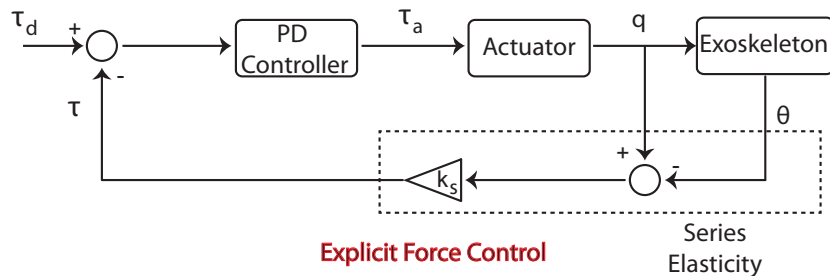 τd
+
-
PD
Controller
τa
Actuator
q
Exoskeleton
τ
θ
+
-
ks
Explicit Force Control
Series
Elasticity